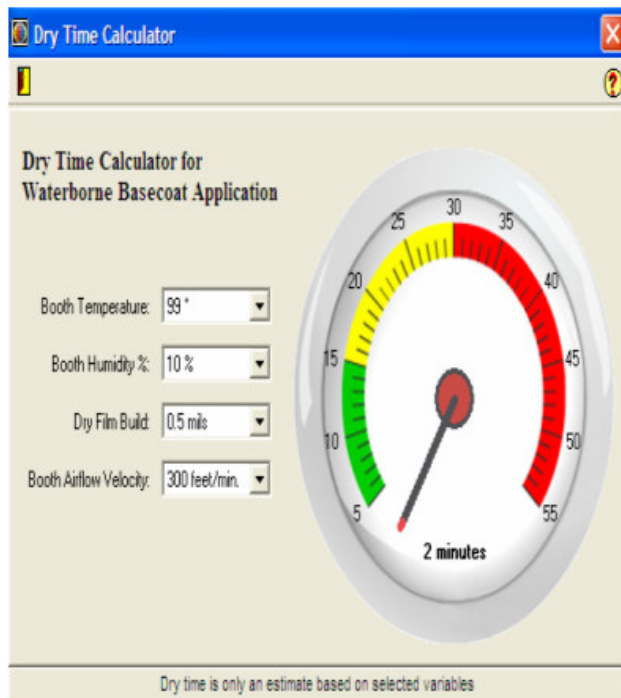 Dry Time Calculator
Dry Time Calculator for
Waterborne Basecoat Application
Booth Temperature: 99 °
Booth Humidity %: 10 %
Dry Film Build: 0.5 mils
Booth Airflow Velocity: 300 feet/min.
5
10
15
20
25
30
35
40
45
50
55
2 minutes
Dry time is only an estimate based on selected variables